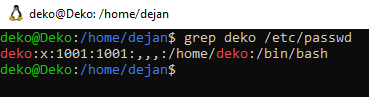 deko@Deko: /home/dejan
deko@Deko:/home/dejan$ grep deko /etc/passwd
deko:x:1001:1001:,,,:/home/deko:/bin/bash
deko@Deko:/home/dejan$